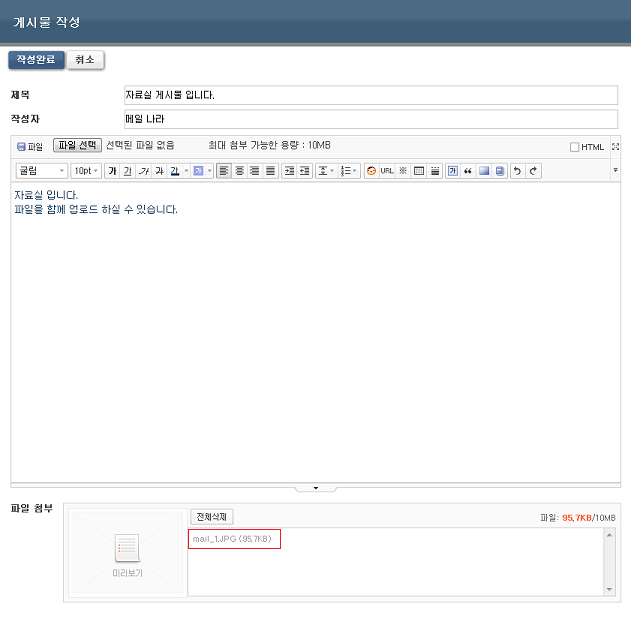 게시물 작성
작성완료 취소
제목 자료실 게시물 입니다.
작성자 메일 나라
파일 파일 선택 선택된 파일 없음 최대 첨부 가능한 용량 : 10MB HTML
굴림 10pt 가 가 가 가 가 가 URL ※ 가
자료실 입니다.
파일을 함께 업로드 하실 수 있습니다.
파일 첨부 전체삭제 파일: 95.7KB/10MB
mail_1.JPG (95.7KB)
미리보기